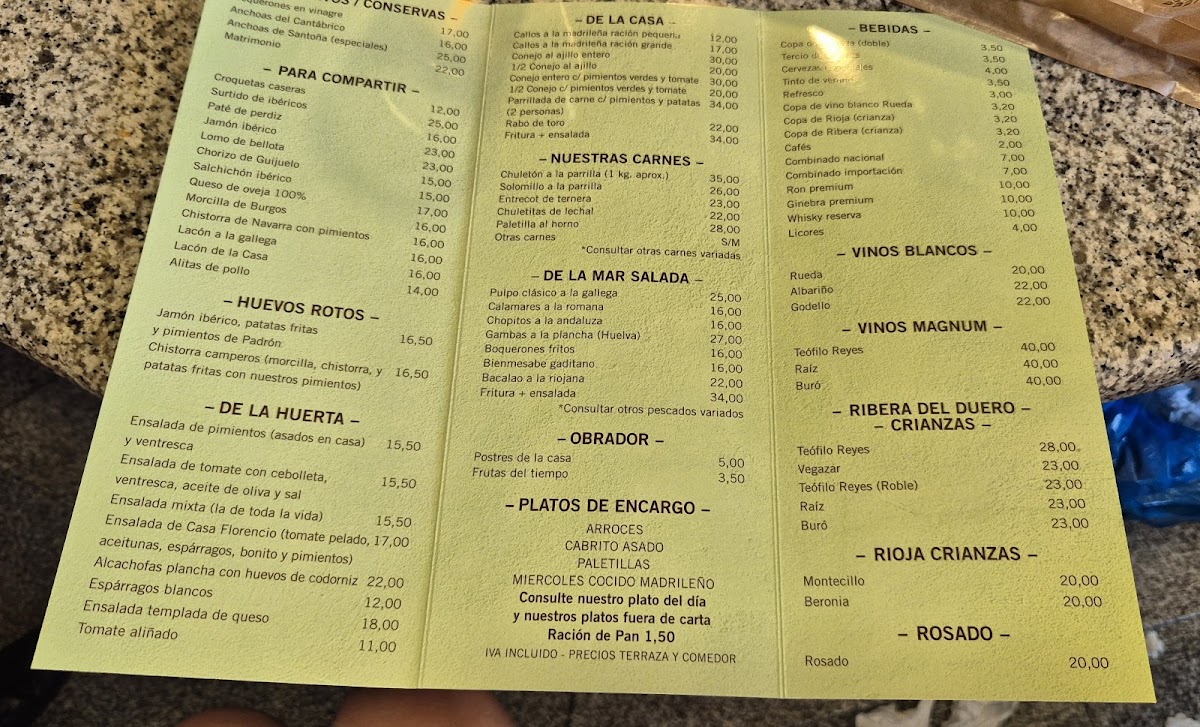 CONSERVAS –
en vinagre 17,00
Anchoas del Cantábrico 16,00
Anchoas de Santoña (especiales) 25,00
Matrimonio 22,00
– PARA COMPARTIR –
Croquetas caseras 12,00
Surtido de ibéricos 25,00
Paté de perdiz 16,00
Jamón ibérico 23,00
Lomo de bellota 23,00
Chorizo de Guijuelo 15,00
Salchichón ibérico 15,00
Queso de oveja 100% 17,00
Morcilla de Burgos 16,00
Chistorra de Navarra con pimientos 16,00
Lacón a la gallega 16,00
Lacón de la Casa 16,00
Alitas de pollo 14,00
– HUEVOS ROTOS –
Jamón ibérico, patatas fritas
y pimientos de Padrón 16,50
Chistorra camperos (morcilla, chistorra, y 16,50
patatas fritas con nuestros pimientos)
– DE LA HUERTA –
Ensalada de pimientos (asados en casa) 15,50
y ventresca
Ensalada de tomate con cebolleta, 15,50
ventresca, aceite de oliva y sal
Ensalada mixta (la de toda la vida) 15,50
Ensalada de Casa Florencio (tomate pelado, 17,00
aceitunas, espárragos, bonito y pimientos)
Alcachofas plancha con huevos de codorniz 22,00
Espárragos blancos 12,00
Ensalada templada de queso 18,00
Tomate aliñado 11,00
– DE LA CASA –
Callos a la madrileña ración pequeña 12,00
Callos a la madrileña ración grande 17,00
Conejo al ajillo entero 30,00
1/2 Conejo al ajillo 20,00
Conejo entero c/ pimientos verdes y tomate 30,00
1/2 Conejo c/ pimientos verdes y tomate 20,00
Parrillada de carne c/ pimientos y patatas 34,00
(2 personas)
Rabo de toro 22,00
Fritura + ensalada 34,00
– NUESTRAS CARNES –
Chuletón a la parrilla (1 kg. aprox.) 35,00
Solomillo a la parrilla 26,00
Entrecot de ternera 23,00
Chuletitas de lechal 22,00
Paletilla al horno 28,00
Otras carnes S/M
*Consultar otras carnes variadas
– DE LA MAR SALADA –
Pulpo clásico a la gallega 25,00
Calamares a la romana 16,00
Chopitos a la andaluza 16,00
Gambas a la plancha (Huelva) 27,00
Boquerones fritos 16,00
Bienmesabe gaditano 16,00
Bacalao a la riojana 22,00
Fritura + ensalada 34,00
*Consultar otros pescados variados
– OBRADOR –
Postres de la casa 5,00
Frutas del tiempo 3,50
– PLATOS DE ENCARGO –
ARROCES
CABRITO ASADO
PALETILLAS
MIERCOLES COCIDO MADRILEÑO
Consulte nuestro plato del día
y nuestros platos fuera de carta
Ración de Pan 1,50
IVA INCLUIDO - PRECIOS TERRAZA Y COMEDOR
– BEBIDAS –
Copa (doble) 3,50
Tercio 3,50
Cervezas 4,00
Tinto de 3,50
Refresco 3,00
Copa de vino blanco Rueda 3,20
Copa de Rioja (crianza) 3,20
Copa de Ribera (crianza) 3,20
Cafés 2,00
Combinado nacional 7,00
Combinado importación 7,00
Ron premium 10,00
Ginebra premium 10,00
Whisky reserva 10,00
Licores 4,00
– VINOS BLANCOS –
Rueda 20,00
Albariño 22,00
Godello 22,00
– VINOS MAGNUM –
Teófilo Reyes 40,00
Raíz 40,00
Buró 40,00
– RIBERA DEL DUERO –
– CRIANZAS –
Teófilo Reyes 28,00
Vegazar 23,00
Teófilo Reyes (Roble) 23,00
Raíz 23,00
Buró 23,00
– RIOJA CRIANZAS –
Montecillo 20,00
Beronia 20,00
– ROSADO –
Rosado 20,00